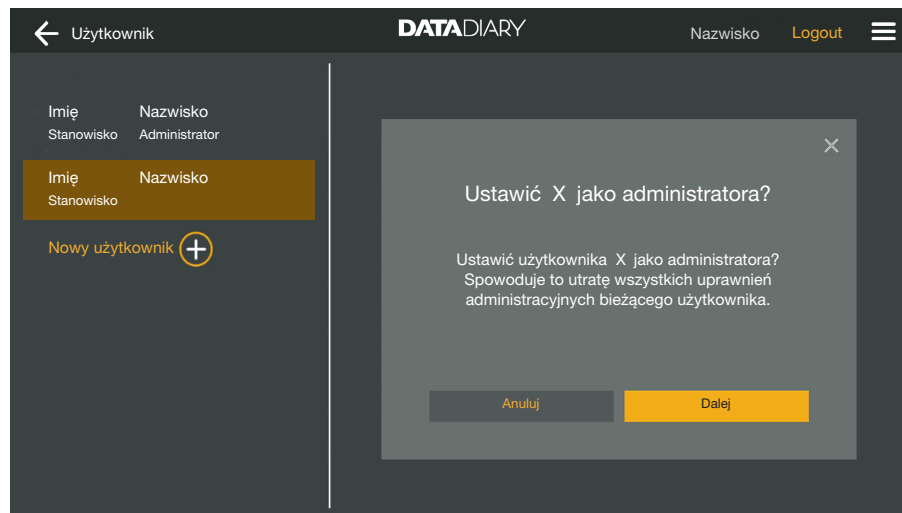 Użytkownik
DATADIARY
Nazwisko Logout
Imię Nazwisko
Stanowisko Administrator
Imię Nazwisko
Stanowisko
Nowy użytkownik
Ustawić X jako administratora?
Ustawić użytkownika X jako administratora?
Spowoduje to utratę wszystkich uprawnień
administracyjnych bieżącego użytkownika.
Anuluj Dalej